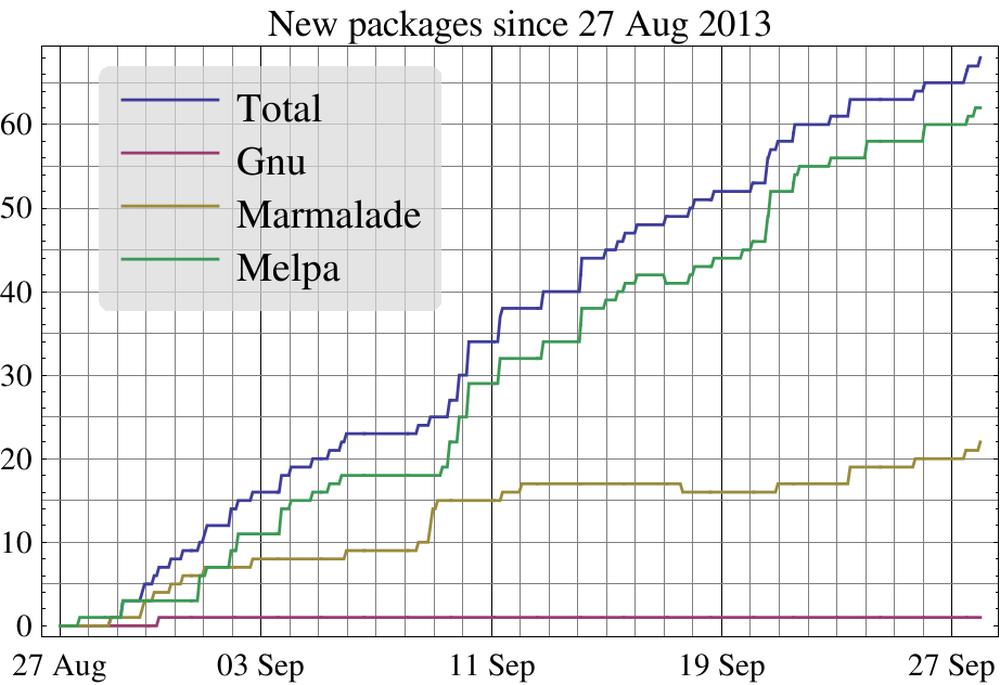 New packages since 27 Aug 2013
Total
Gnu
Marmalade
Melpa
60
50
40
30
20
10
0
27 Aug 03 Sep 11 Sep 19 Sep 27 Sep